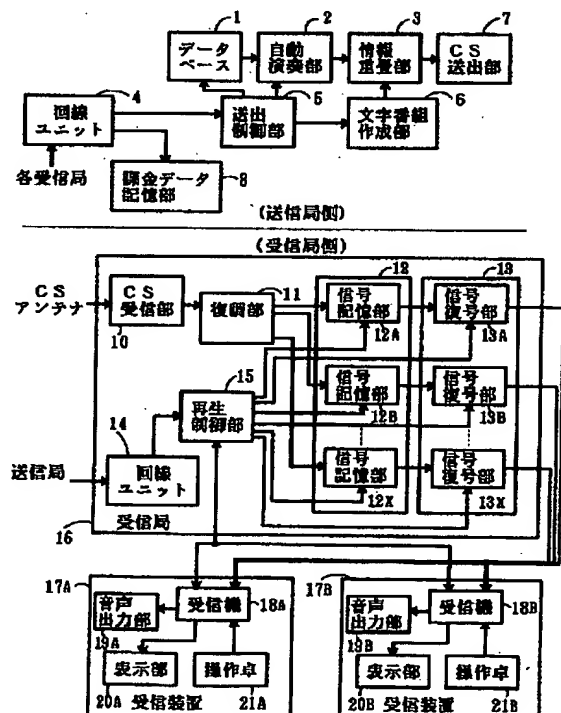 1
2
3
7
データ
ベース
自動
演奏部
情報
重畳部
CS
送出部
4
5
6
回線
ユニット
送出
制御部
文字番組
作成部
各受信局
課金データ
記憶部
8
(送信局側)
(受信局側)
12
13
CS
アンテナ
CS
受信部
10
復調部
11
信号
記憶部
12A
信号
復号部
13A
15
再生
制御部
信号
記憶部
12B
信号
復号部
13B
14
送信局
回線
ユニット
信号
記憶部
12X
信号
復号部
13X
16
受信局
17A
音声
出力部
19A
受信機
18A
表示部
操作卓
20A
受信装置
21A
17B
音声
出力部
19B
受信機
18B
表示部
操作卓
20B
受信装置
21B